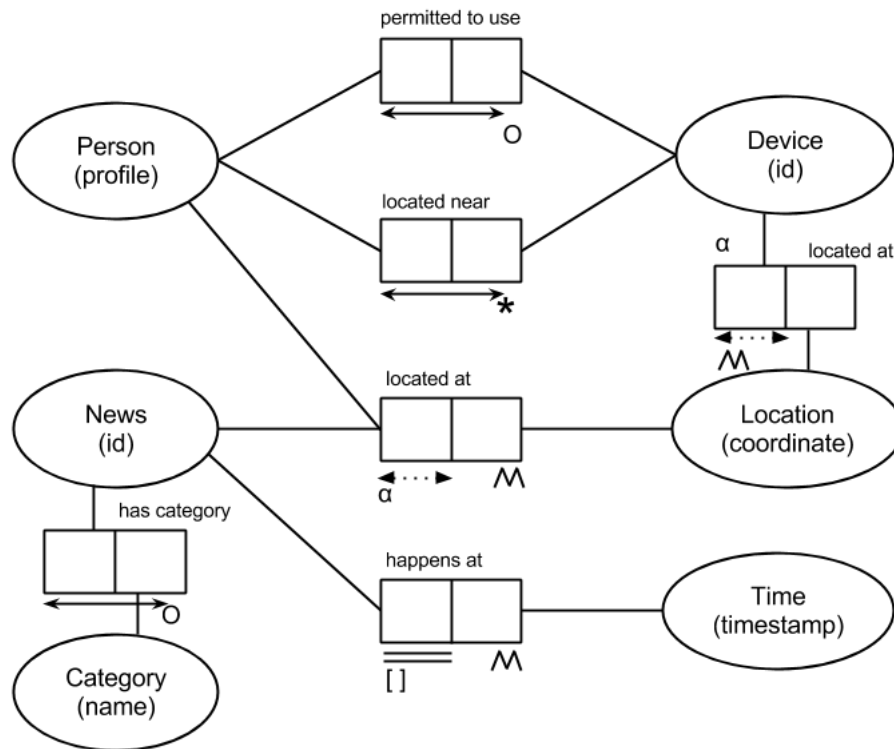 permitted to use
O
Person
(profile)
Device
(id)
located near
*
α
located at
News
(id)
located at
α
Location
(coordinate)
has category
O
happens at
[ ]
Time
(timestamp)
Category
(name)